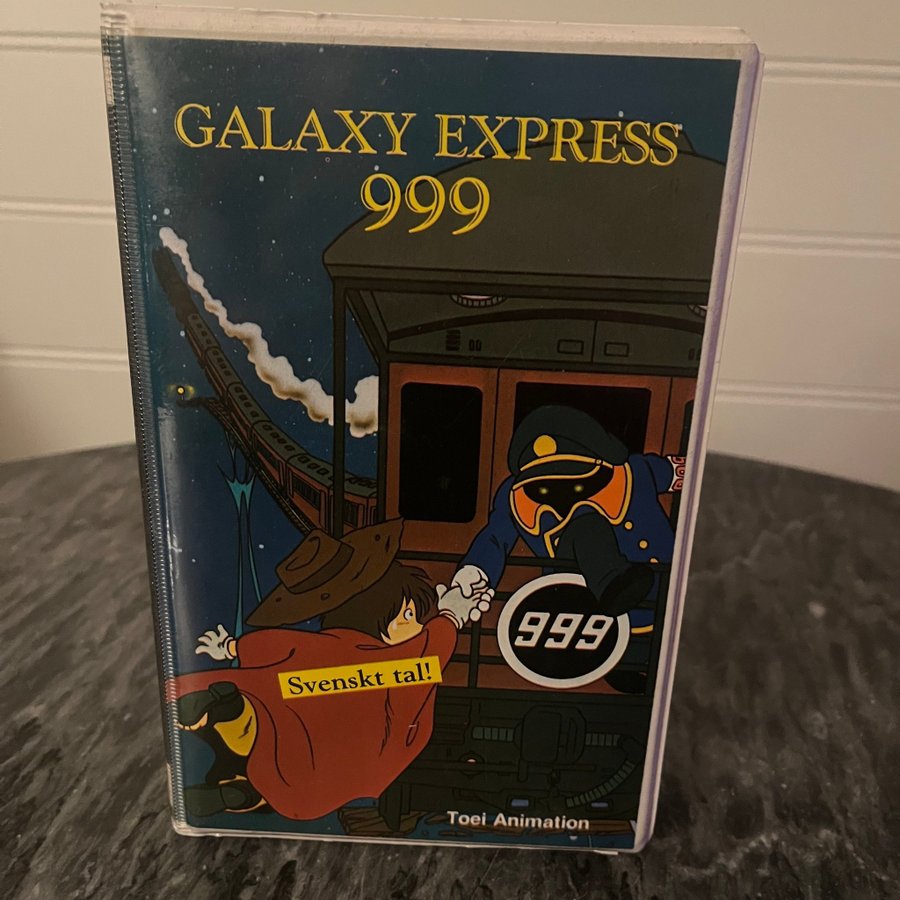 GALAXY EXPRESS
999
999
Svenskt tal!
Toei Animation